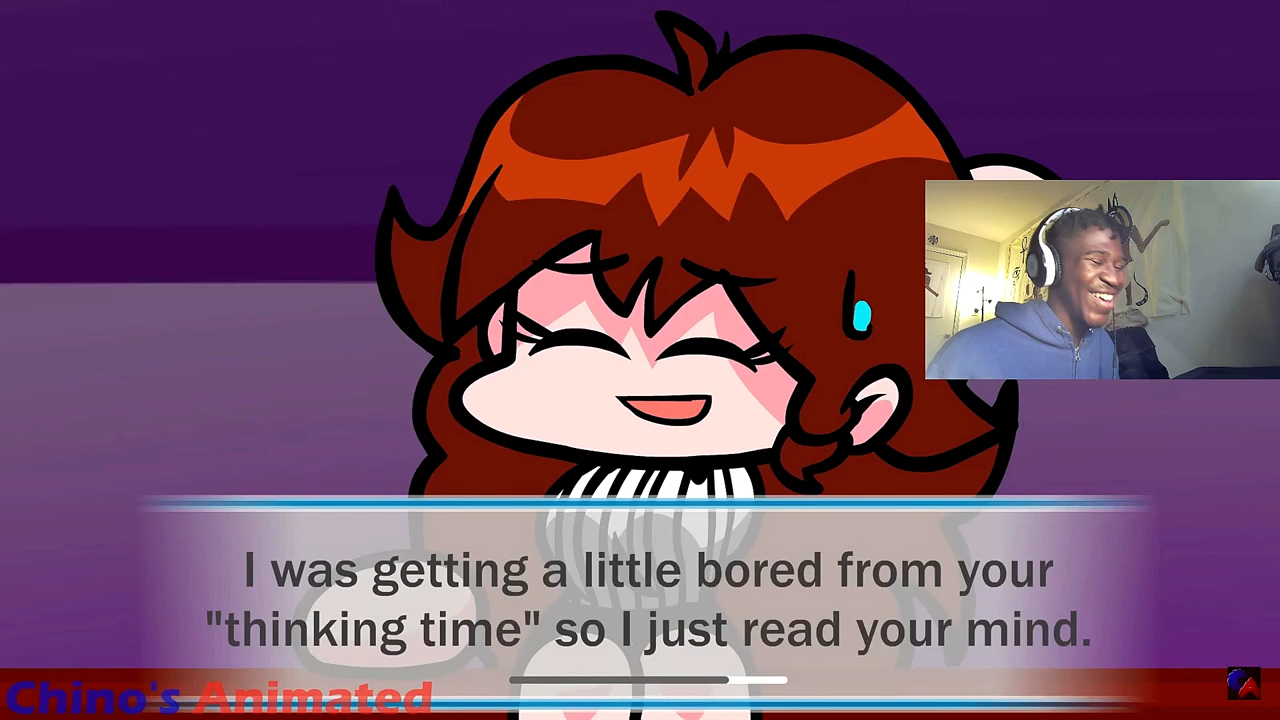 I was getting a little bored from your
"thinking time" so I just read your mind.
Chino's Animated